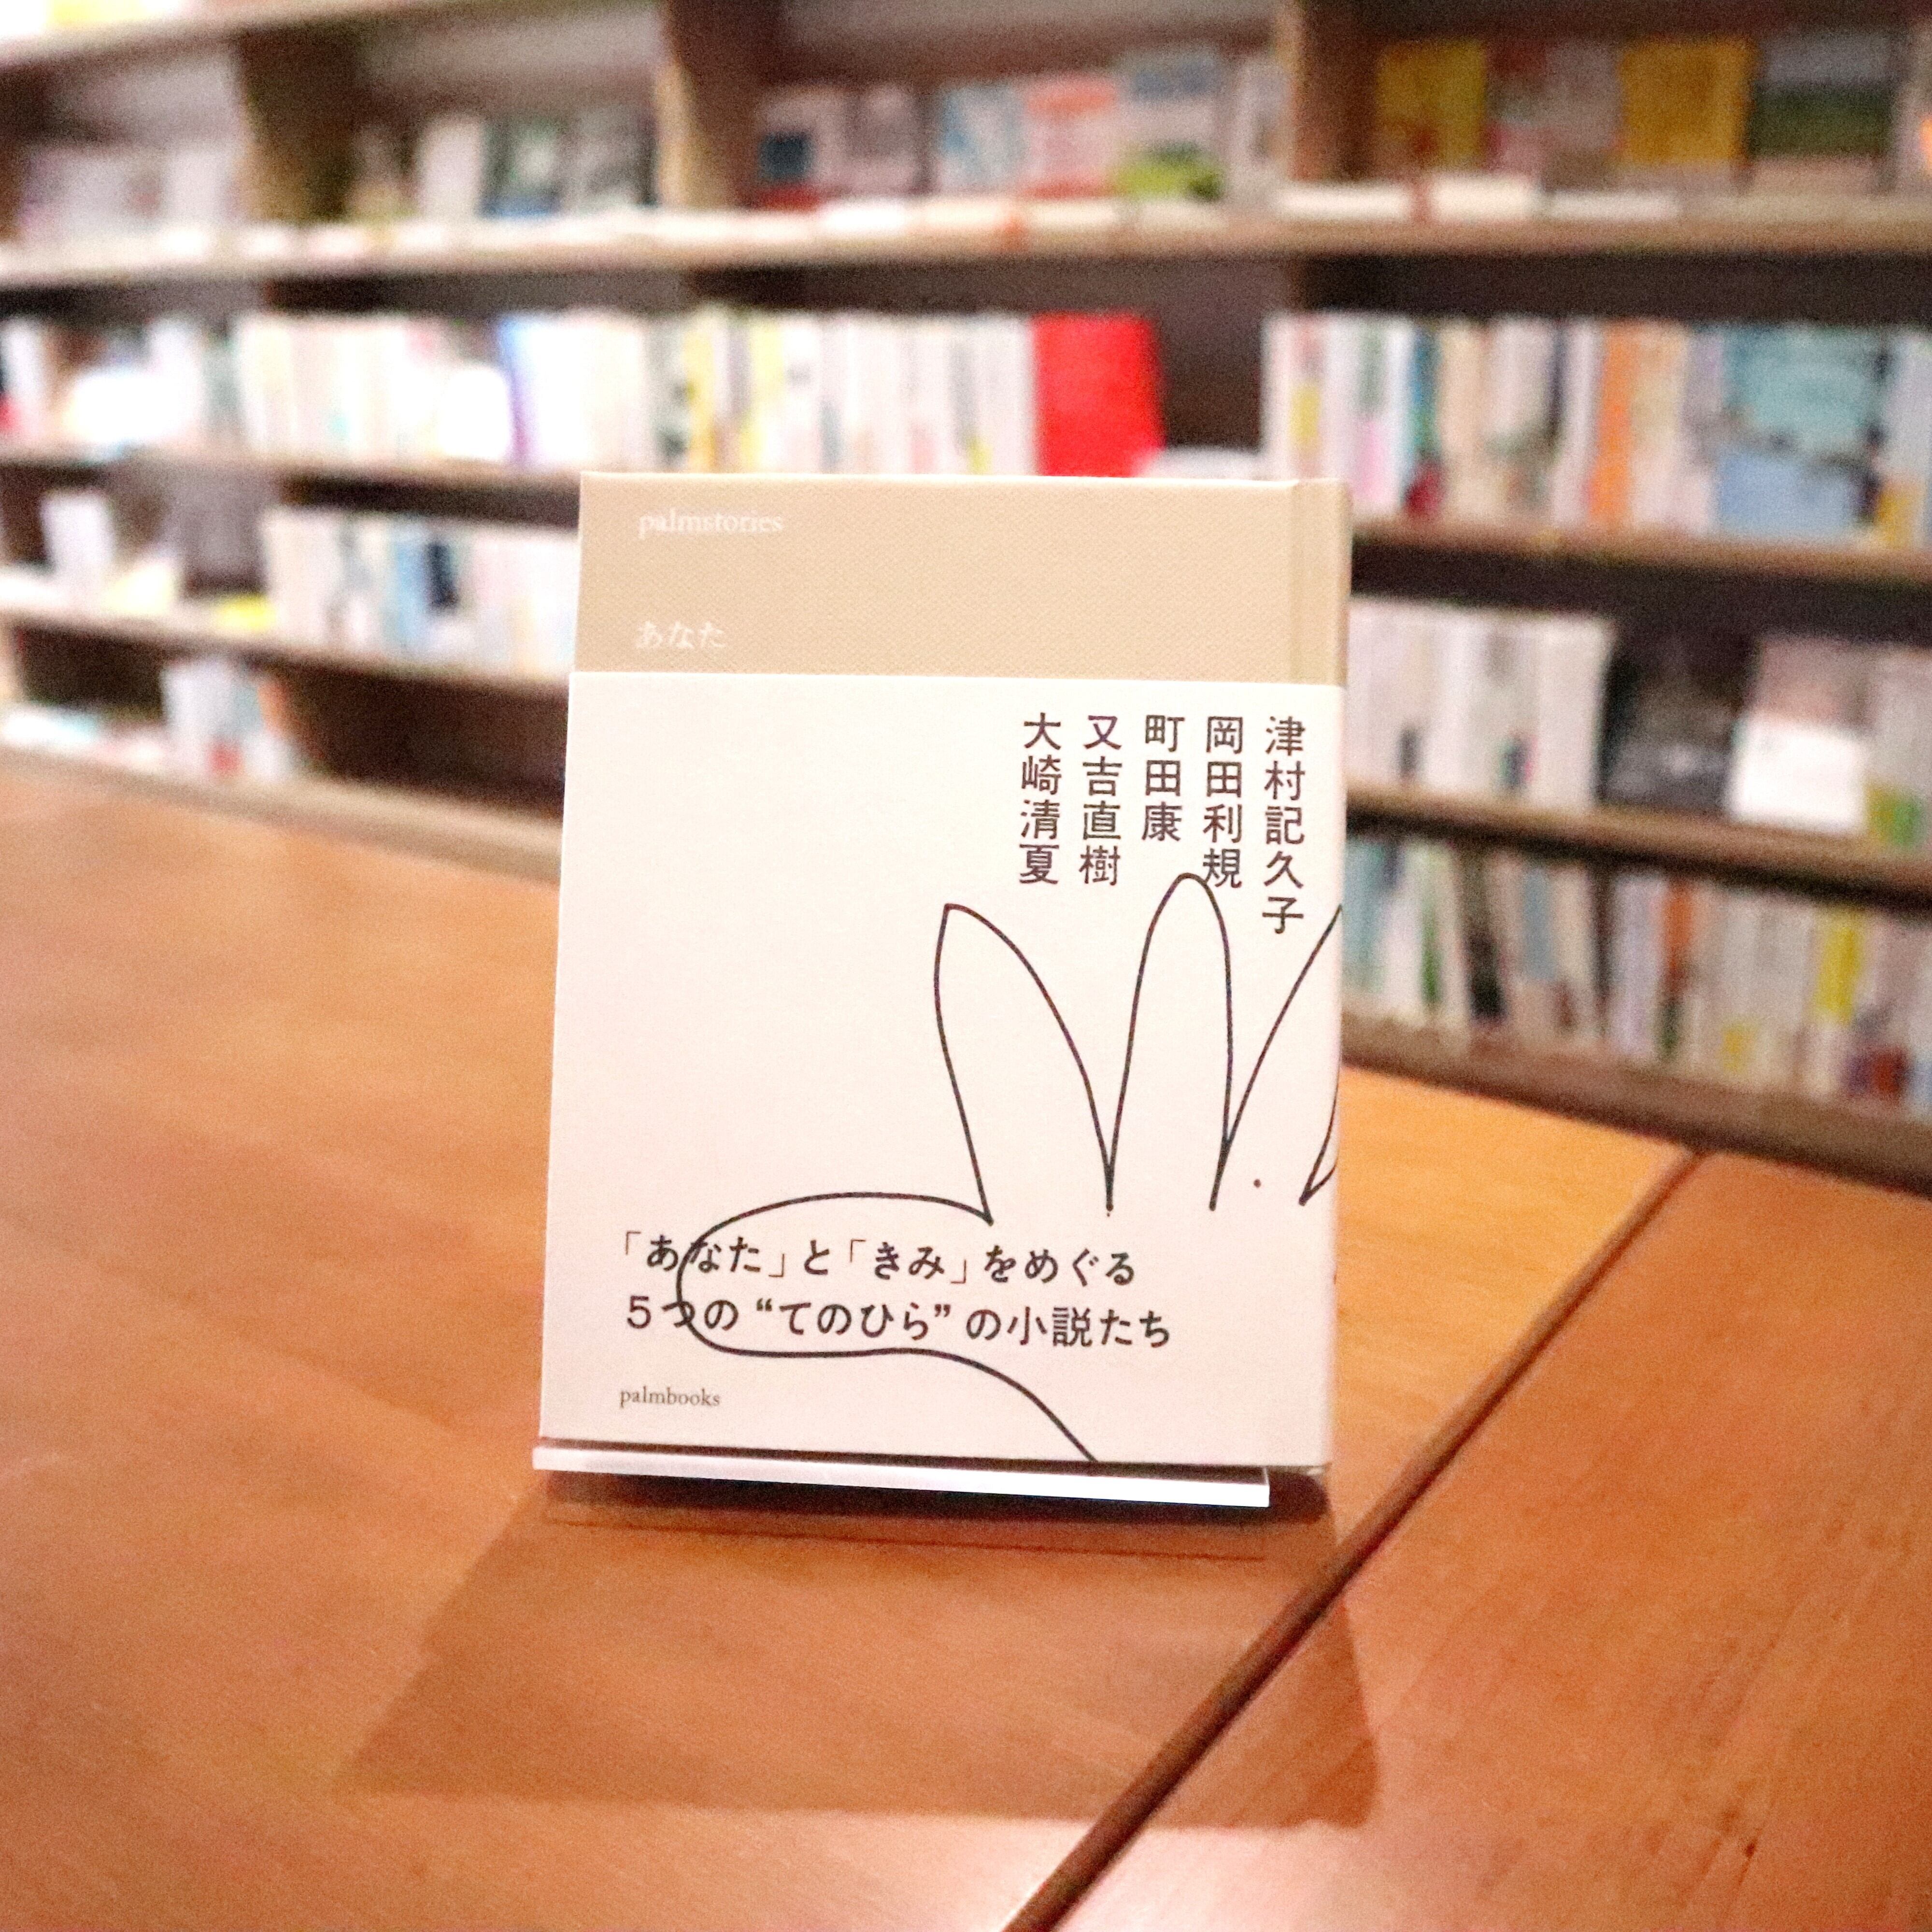 palmstories
あなた
津村記久子
岡田利規
町田康
又吉直樹
大崎清夏
「あなた」と「きみ」をめぐる
5つの“てのひら”の小説たち
palmbooks